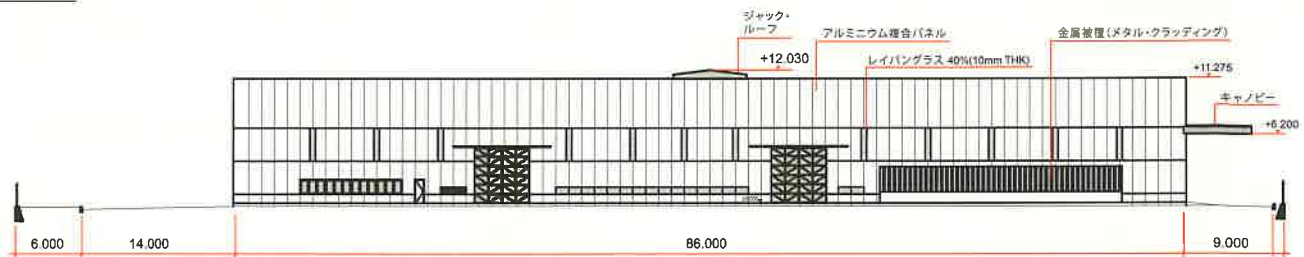 ジャック・
ルーフ
+12.030
アルミニウム複合パネル
レイバングラス 40%(10mm THK)
金属被覆(メタル・クラッディング)
+11.275
キャノピー
+6.200
6.000
14.000
86.000
9.000